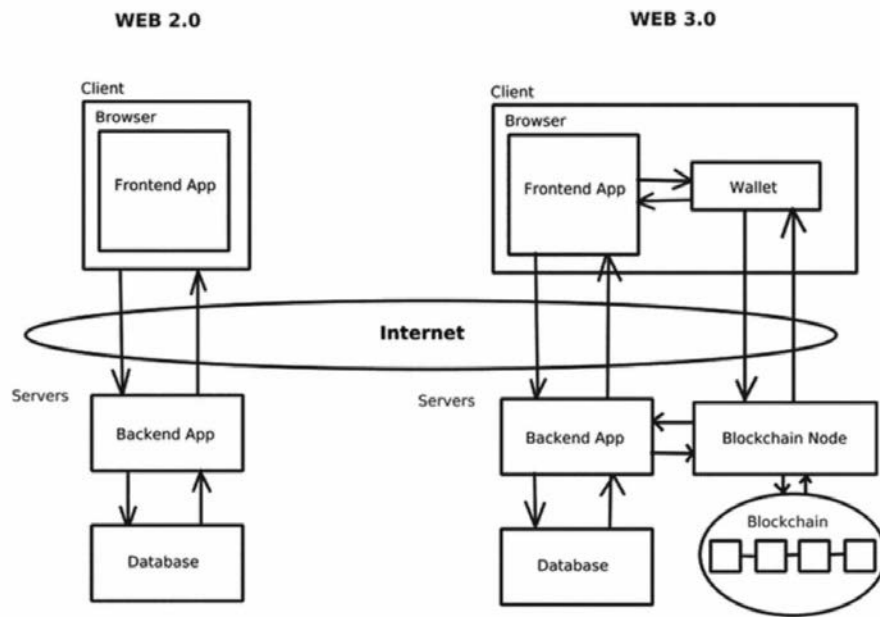 WEB 2.0
Client
Browser
Frontend App
Servers
Backend App
Database
Internet
WEB 3.0
Client
Browser
Frontend App
Wallet
Servers
Backend App
Blockchain Node
Database
Blockchain